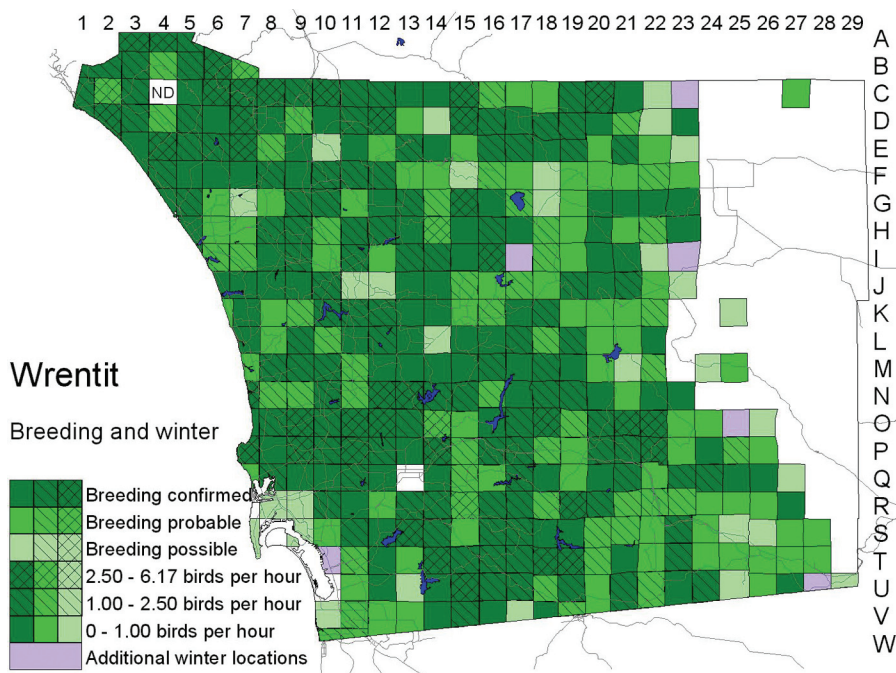 1 2 3 4 5 6 7 8 9 10 11 12 13 14 15 16 17 18 19 20 21 22 23 24 25 26 27 28 29
A
B
C
D
E
F
G
H
I
J
K
L
M
N
O
P
Q
R
S
T
U
V
W
ND
Wrentit
Breeding and winter
Breeding confirmed
Breeding probable
Breeding possible
2.50 - 6.17 birds per hour
1.00 - 2.50 birds per hour
0 - 1.00 birds per hour
Additional winter locations